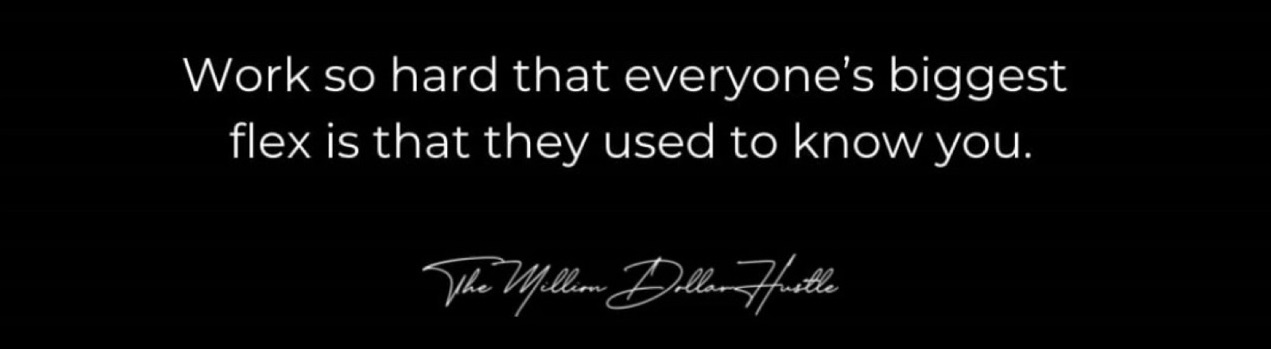 Work so hard that everyone’s biggest
flex is that they used to know you.
The Million Dollar Hustle